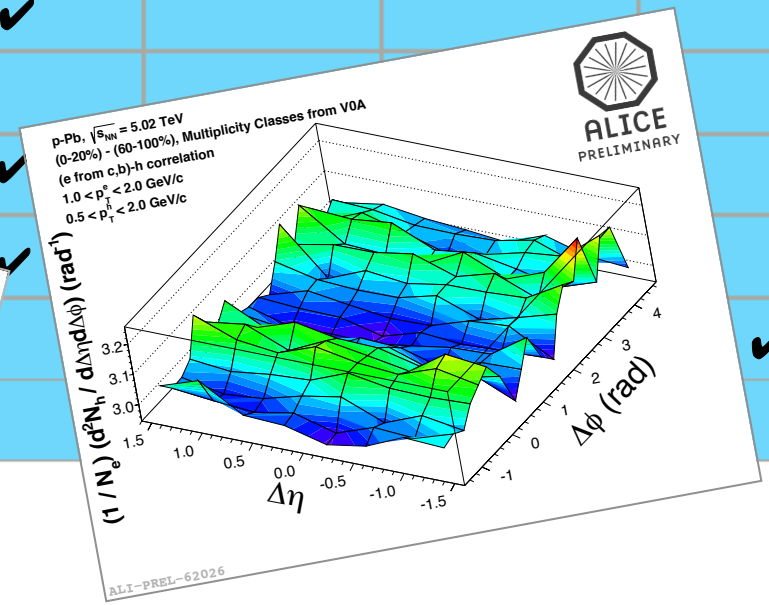 p-Pb, √s_NN = 5.02 TeV
(0-20%) - (60-100%), Multiplicity Classes from V0A
(e from c,b)-h correlation
1.0 < p_T^e < 2.0 GeV/c
0.5 < p_T^h < 2.0 GeV/c
ALICE
PRELIMINARY
(1 / N_e) (d²N_h / dΔηdΔϕ) (rad⁻¹)
3.2
3.1
3.0
1.5
1.0
0.5
0.0
-0.5
-1.0
-1.5
Δη
-1
0
1
2
3
4
Δϕ (rad)
ALI-PREL-62026